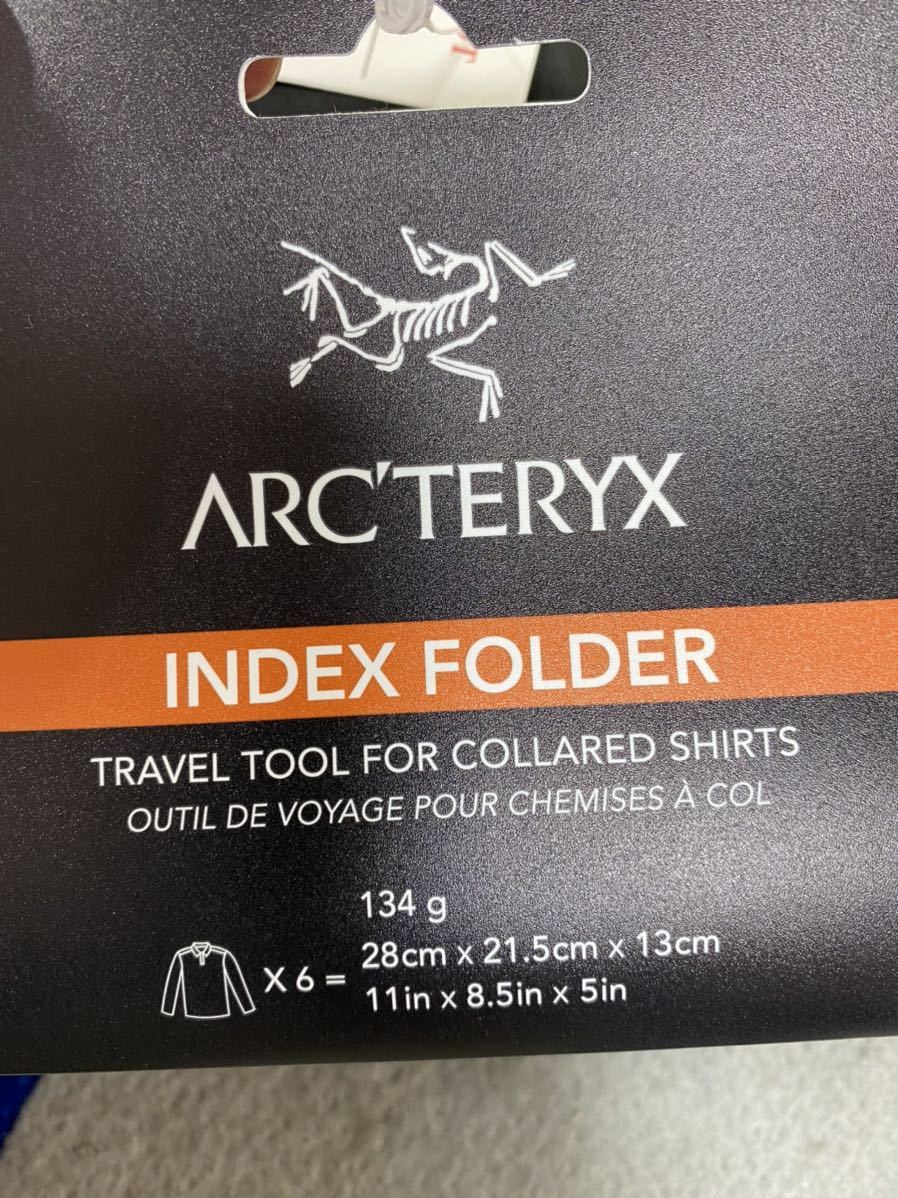 ARC'TERYX
INDEX FOLDER
TRAVEL TOOL FOR COLLARED SHIRTS
OUTIL DE VOYAGE POUR CHEMISES À COL
134 g
X 6 = 28cm x 21.5cm x 13cm
11in x 8.5in x 5in